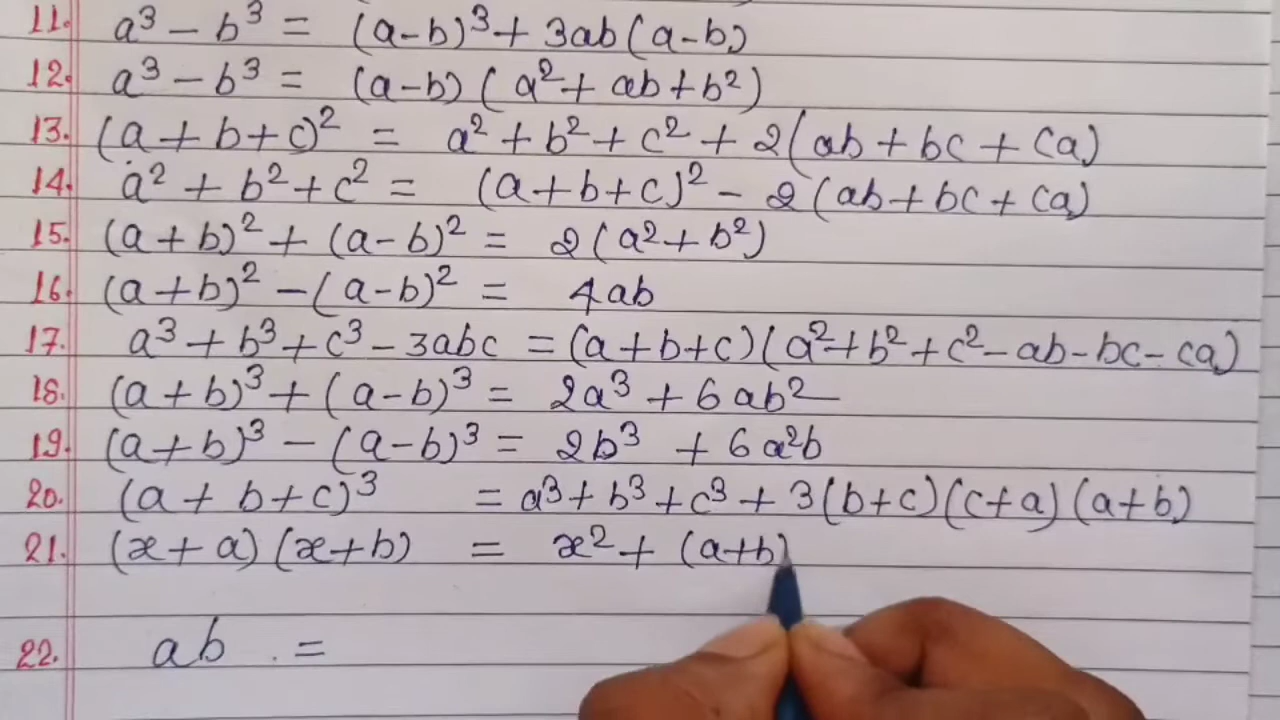 11. a³ - b³ = (a-b)³ + 3ab(a-b)
12. a³ - b³ = (a-b) (a² + ab + b²)
13. (a + b + c)² = a² + b² + c² + 2(ab + bc + ca)
14. a² + b² + c² = (a + b + c)² - 2(ab + bc + ca)
15. (a + b)² + (a - b)² = 2(a² + b²)
16. (a + b)² - (a - b)² = 4ab
17. a³ + b³ + c³ - 3abc = (a + b + c)(a² + b² + c² - ab - bc - ca)
18. (a + b)³ + (a - b)³ = 2a³ + 6ab²
19. (a + b)³ - (a - b)³ = 2b³ + 6a²b
20. (a + b + c)³ = a³ + b³ + c³ + 3(b + c)(c + a)(a + b)
21. (x + a) (x + b) = x² + (a + b)
22. ab =